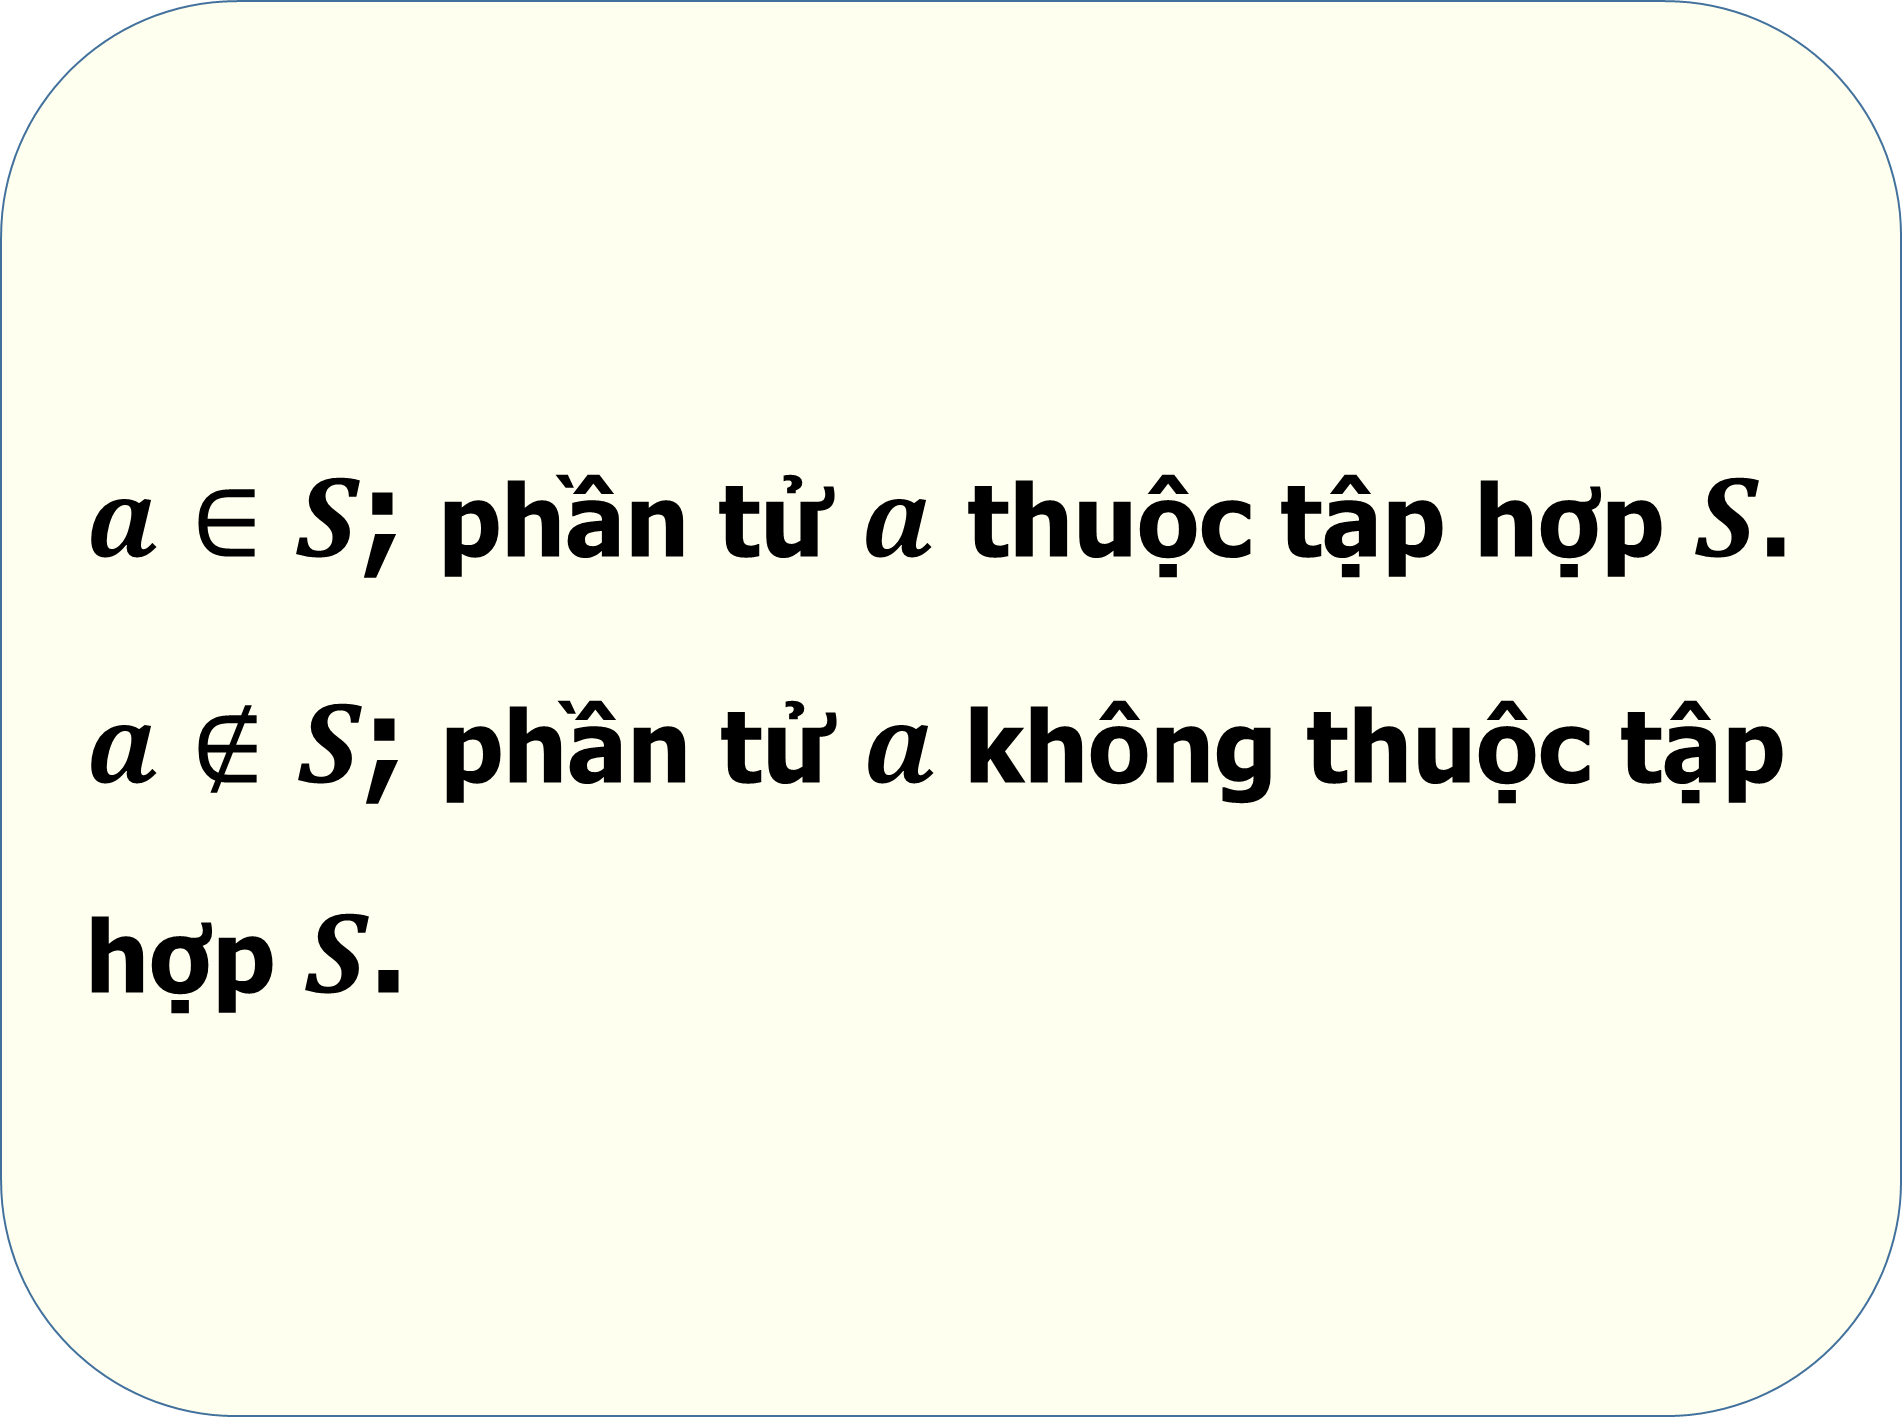 a ∈ S; phần tử a thuộc tập hợp S.
a ∉ S; phần tử a không thuộc tập
hợp S.